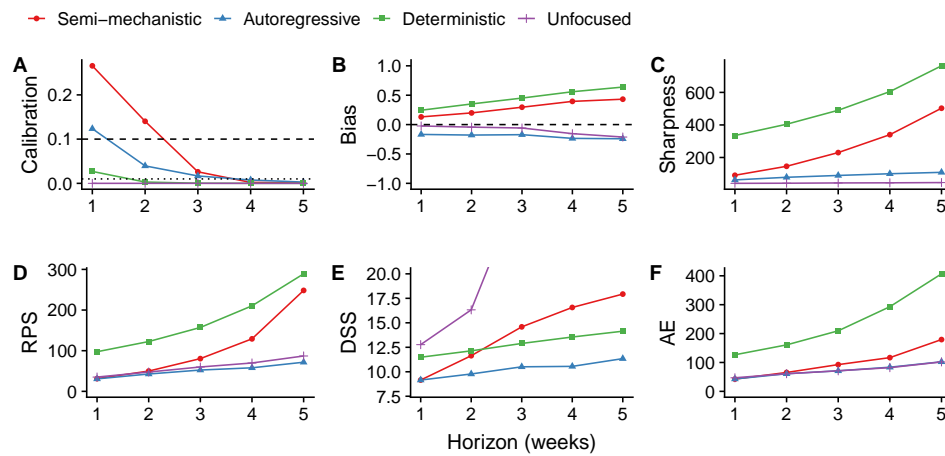 Semi−mechanistic Autoregressive Deterministic Unfocused
A B C
Calibration
0.2
0.1
0.0
1 2 3 4 5
Bias
1.0
0.5
0.0
−0.5
−1.0
1 2 3 4 5
Sharpness
600
400
200
1 2 3 4 5
D E F
RPS
300
200
100
0
1 2 3 4 5
DSS
20.0
17.5
15.0
12.5
10.0
7.5
1 2 3 4 5
AE
400
300
200
100
0
1 2 3 4 5
Horizon (weeks)